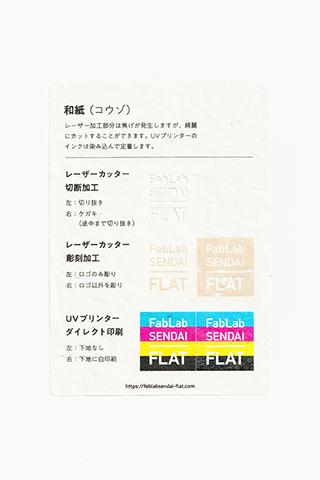 和紙（コウゾ）
レーザー加工部分は焦げが発生しますが、綺麗
にカットすることができます。UVプリンターの
インクは染み込んで定着します。
レーザーカッター
切断加工
左：切り抜き
右：ケガキ
（途中まで切り抜き）
FabLab
SENDAI
FLAT
レーザーカッター
彫刻加工
左：ロゴのみ彫り
右：ロゴ以外を彫り
FabLab FabLab
SENDAI SENDAI
FLAT FLAT
UVプリンター
ダイレクト印刷
左：下地なし
右：下地に白印刷
FabLab FabLab
SENDAI SENDAI
FLAT FLAT
https://fablabsendai-flat.com